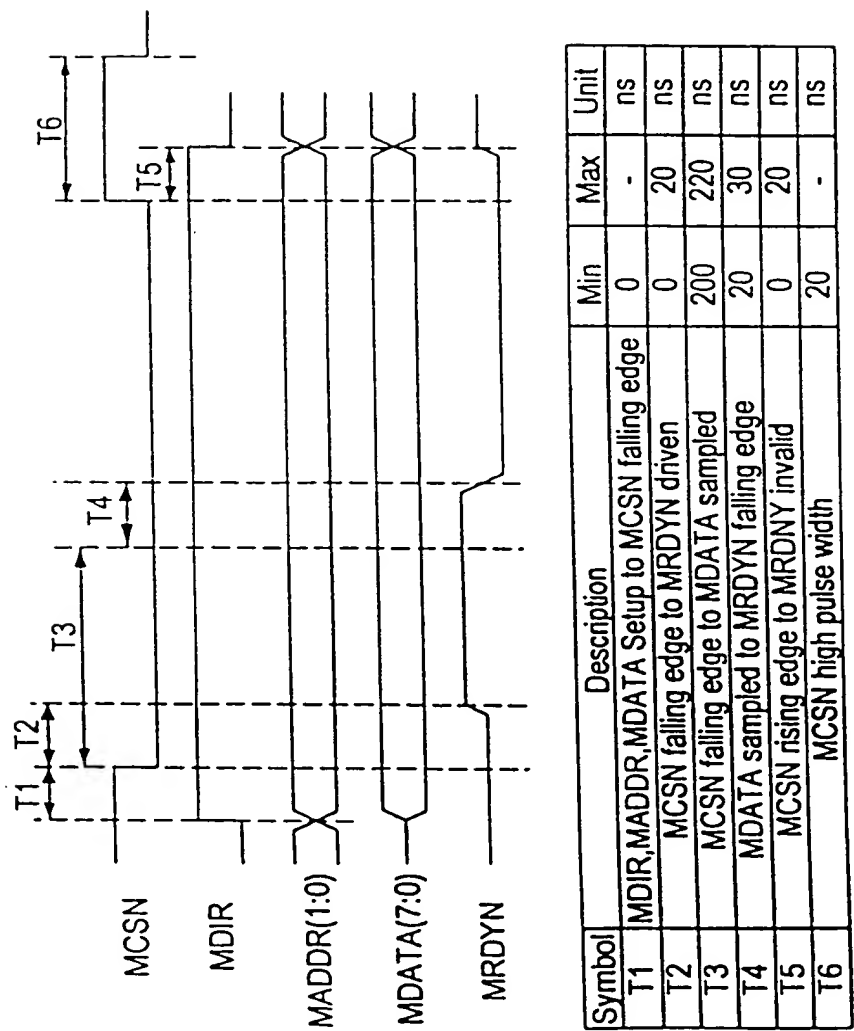 T1
T2
T3
T4
T5
T6
MCSN
MDIR
MADDR(1:0)
MDATA(7:0)
MRDYN
Symbol Description Min Max Unit
T1 MDIR,MADDR,MDATA Setup to MCSN falling edge 0 - ns
T2 MCSN falling edge to MRDYN driven 0 20 ns
T3 MCSN falling edge to MDATA sampled 200 220 ns
T4 MDATA sampled to MRDYN falling edge 20 30 ns
T5 MCSN rising edge to MRDNY invalid 0 20 ns
T6 MCSN high pulse width 20 - ns